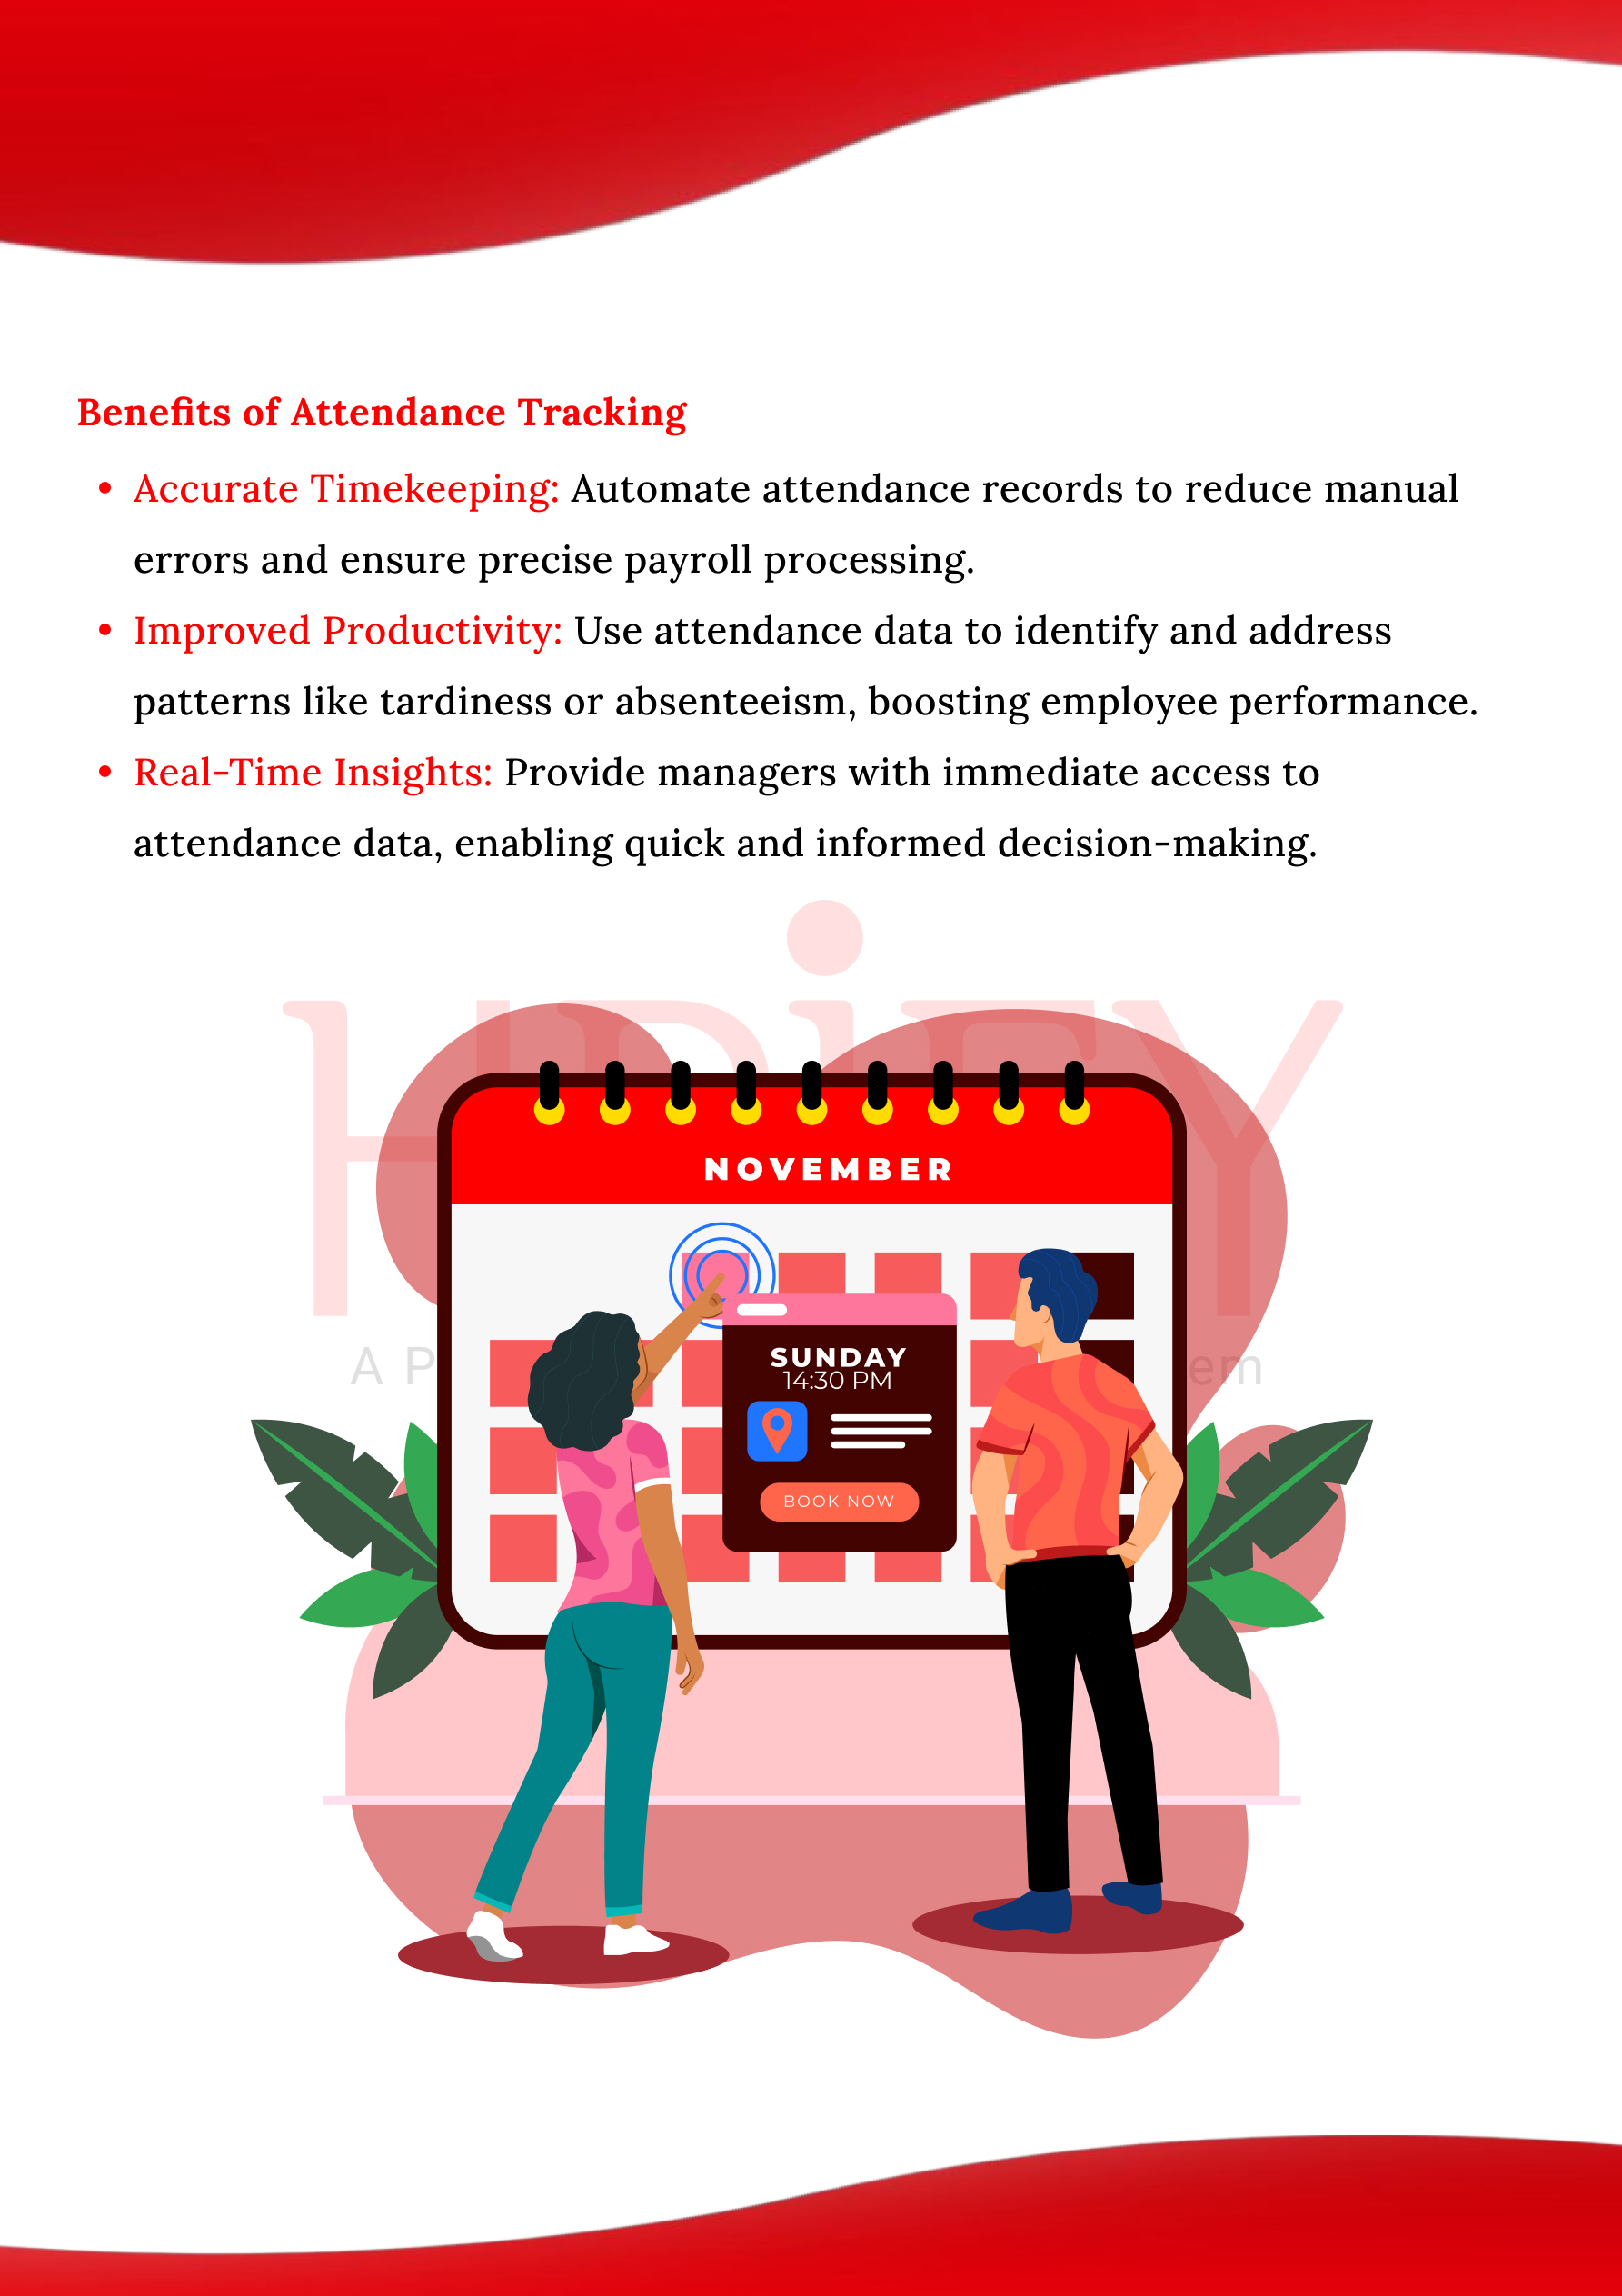 Benefits of Attendance Tracking
• Accurate Timekeeping: Automate attendance records to reduce manual
errors and ensure precise payroll processing.
• Improved Productivity: Use attendance data to identify and address
patterns like tardiness or absenteeism, boosting employee performance.
• Real-Time Insights: Provide managers with immediate access to
attendance data, enabling quick and informed decision-making.
NOVEMBER
SUNDAY
14:30 PM
BOOK NOW